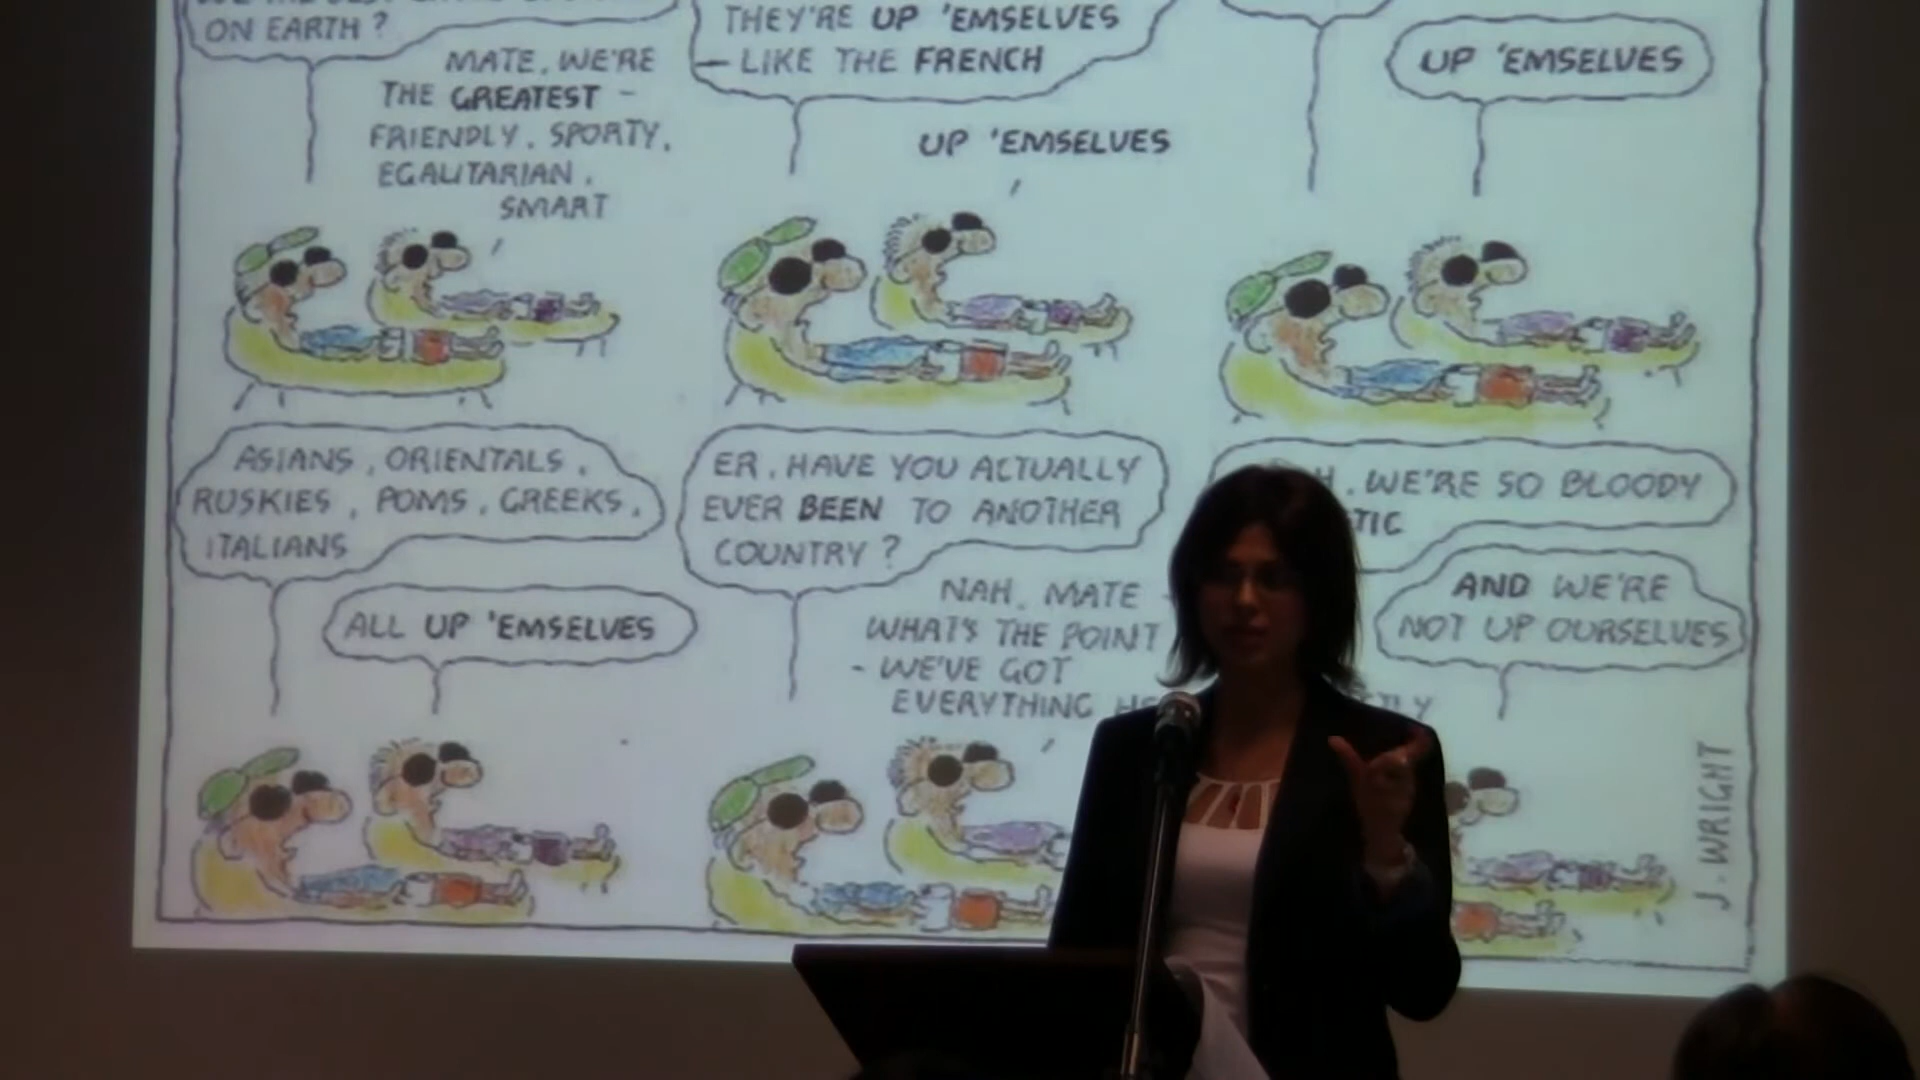 ON EARTH?
MATE, WE'RE
THE GREATEST -
FRIENDLY, SPORTY,
EGALITARIAN,
SMART
THEY'RE UP 'EMSELVES
- LIKE THE FRENCH
UP 'EMSELVES
UP 'EMSELVES
ASIANS, ORIENTALS,
RUSKIES, POMS, GREEKS,
ITALIANS
ALL UP 'EMSELVES
ER, HAVE YOU ACTUALLY
EVER BEEN TO ANOTHER
COUNTRY?
NAH, MATE -
WHAT'S THE POINT
- WE'VE GOT
EVERYTHING
WE'RE SO BLOODY
AND WE'RE
NOT UP OURSELVES
J. WRIGHT